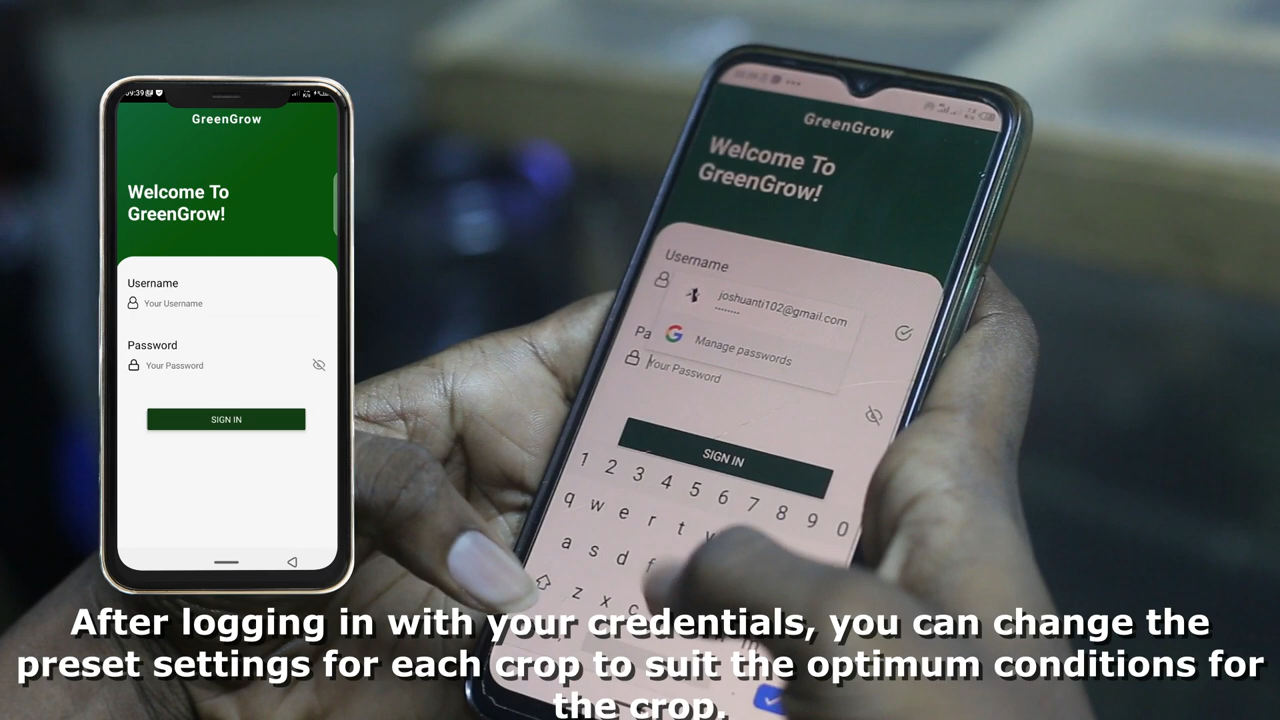 09:39
GreenGrow
Welcome To
GreenGrow!
Username
Your Username
Password
Your Password
SIGN IN
GreenGrow
Welcome To
GreenGrow!
Username
joshuanti102@gmail.com
••••••••
Pa
Manage passwords
Your Password
SIGN IN
1 2 3 4 5 6 7 8 9 0
q w e r t
a s d f
z x c
After logging in with your credentials, you can change the
preset settings for each crop to suit the optimum conditions for
the crop.